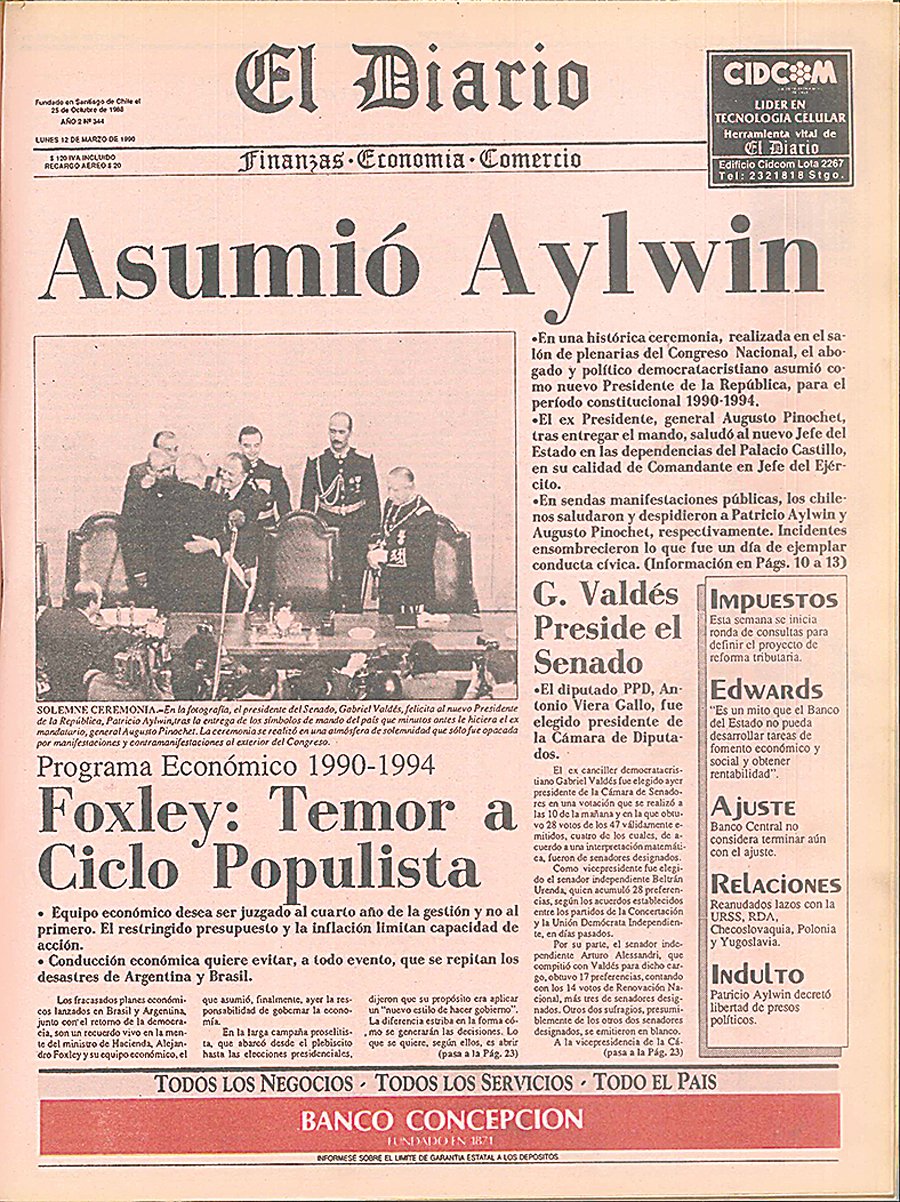 El Diario
Fundado en Santiago de Chile el
25 de Octubre de 1988
AÑO 2 Nº 344
LUNES 12 DE MARZO DE 1990
$ 120 IVA INCLUIDO
RECARGO AEREO $ 20
Finanzas·Economia·Comercio
CIDCOM
LIDER EN
TECNOLOGIA CELULAR
Herramienta vital de
El Diario
Edificio Cidcom Lota 2267
Tel: 2321818 Stgo.
Asumió Aylwin
•En una histórica ceremonia, realizada en el sa-
lón de plenarias del Congreso Nacional, el abo-
gado y político democratacristiano asumió co-
mo nuevo Presidente de la República, para el
período constitucional 1990-1994.
•El ex Presidente, general Augusto Pinochet,
tras entregar el mando, saludó al nuevo Jefe del
Estado en las dependencias del Palacio Castillo,
en su calidad de Comandante en Jefe del Ejér-
cito.
•En sendas manifestaciones públicas, los chile-
nos saludaron y despidieron a Patricio Aylwin y
Augusto Pinochet, respectivamente. Incidentes
ensombrecieron lo que fue un día de ejemplar
conducta cívica. (Información en Págs. 10 a 13)
SOLEMNE CEREMONIA.-En la fotografía, el presidente del Senado, Gabriel Valdés, felicita al nuevo Presidente
de la República, Patricio Aylwin,tras la entrega de los símbolos de mando del país que minutos antes le hiciera el ex
mandatario, general Augusto Pinochet. La ceremonia se realizó en una atmósfera de solemnidad que sólo fue opacada
por manifestaciones y contramanifestaciones al exterior del Congreso.
Programa Económico 1990-1994
Foxley: Temor a
Ciclo Populista
• Equipo económico desea ser juzgado al cuarto año de la gestión y no al
primero. El restringido presupuesto y la inflación limitan capacidad de
acción.
• Conducción económica quiere evitar, a todo evento, que se repitan los
desastres de Argentina y Brasil.
Los fracasados planes económi-
cos lanzados en Brasil y Argentina,
junto con el retorno de la democra-
cia, son un recuerdo vivo en la men-
te del ministro de Hacienda, Alejan-
dro Foxley y su equipo económico, el
que asumió, finalmente, ayer la res-
ponsabilidad de gobernar la econo-
mía.
En la larga campaña proselitis-
ta, que abarcó desde el plebiscito
hasta las elecciones presidenciales,
dijeron que su propósito era aplicar
un "nuevo estilo de hacer gobierno".
La diferencia estriba en la forma có-
mo se generarán las decisiones. Lo
que se quiere, según ellos, es abrir
(pasa a la Pág. 23)
G. Valdés
Preside el
Senado
•El diputado PPD, An-
tonio Viera Gallo, fue
elegido presidente de
la Cámara de Diputa-
dos.
El ex canciller democratacris-
tiano Gabriel Valdés fue elegido ayer
presidente de la Cámara de Senado-
res en una votación que se realizó a
las 10 de la mañana y en la que obtu-
vo 28 votos de los 47 válidamente e-
mitidos, cuatro de los cuales, de a-
cuerdo a una interpretación matemáti-
ca, fueron de senadores designados.
Como vicepresidente fue elegi-
do el senador independiente Beltrán
Urenda, quien acumuló 28 preferen-
cias, según los acuerdos establecidos
entre los partidos de la Concertación
y la Unión Demócrata Independien-
te, en días pasados.
Por su parte, el senador inde-
pendiente Arturo Alessandri, que
compitió con Valdés para dicho car-
go, obtuvo 17 preferencias, contando
con los 14 votos de Renovación Na-
cional, más tres de senadores desig-
nados. Otros dos sufragios, presumi-
blemente de los otros dos senadores
designados, se emitieron en blanco.
A la vicepresidencia de la Cá-
(pasa a la Pág. 23)
IMPUESTOS
Esta semana se inicia
ronda de consultas para
definir el proyecto de
reforma tributaria.
EDWARDS
"Es un mito que el Banco
del Estado no pueda
desarrollar tareas de
fomento económico y
social y obtener
rentabilidad".
AJUSTE
Banco Central no
considera terminar aún
con el ajuste.
RELACIONES
Reanudados lazos con la
URSS, RDA,
Checoslovaquia, Polonia
y Yugoslavia.
INDULTO
Patricio Aylwin decretó
libertad de presos
políticos.
TODOS LOS NEGOCIOS · TODOS LOS SERVICIOS · TODO EL PAIS
BANCO CONCEPCION
FUNDADO EN 1871
INFORMESE SOBRE EL LIMITE DE GARANTIA ESTATAL A LOS DEPOSITOS